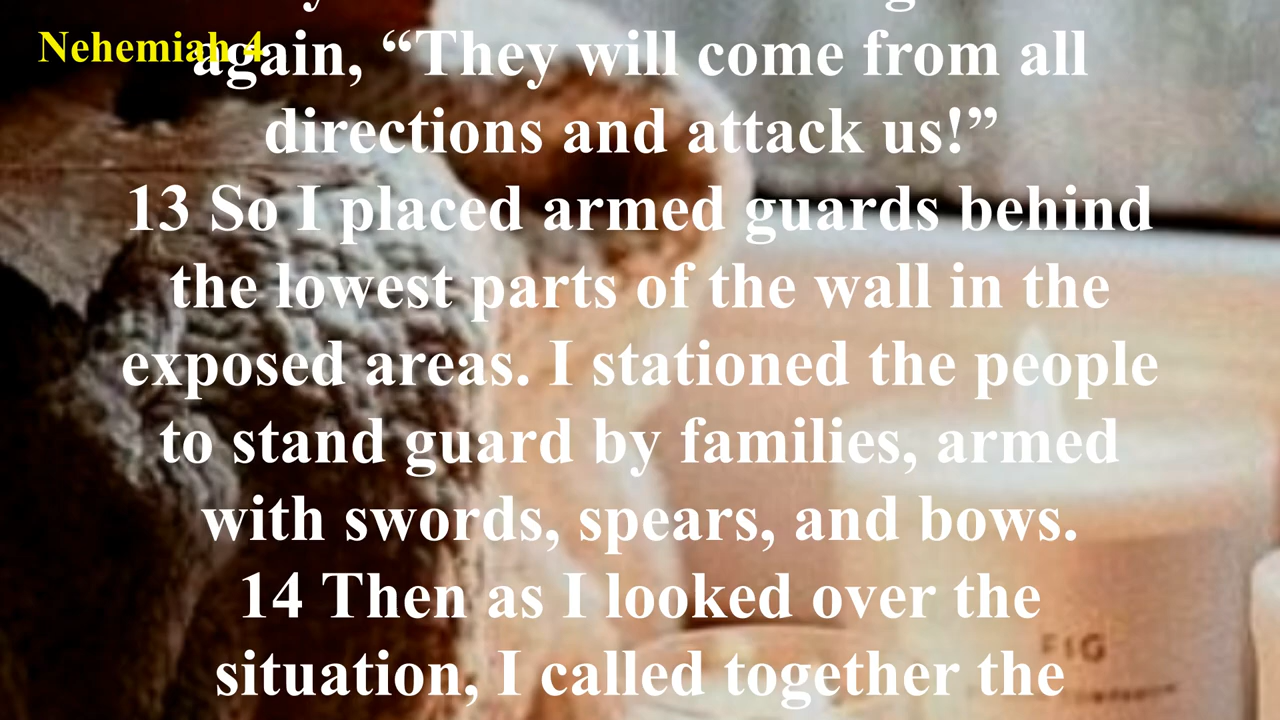 Nehemiah 4
again, “They will come from all
directions and attack us!”
13 So I placed armed guards behind
the lowest parts of the wall in the
exposed areas. I stationed the people
to stand guard by families, armed
with swords, spears, and bows.
14 Then as I looked over the
situation, I called together the
FIG